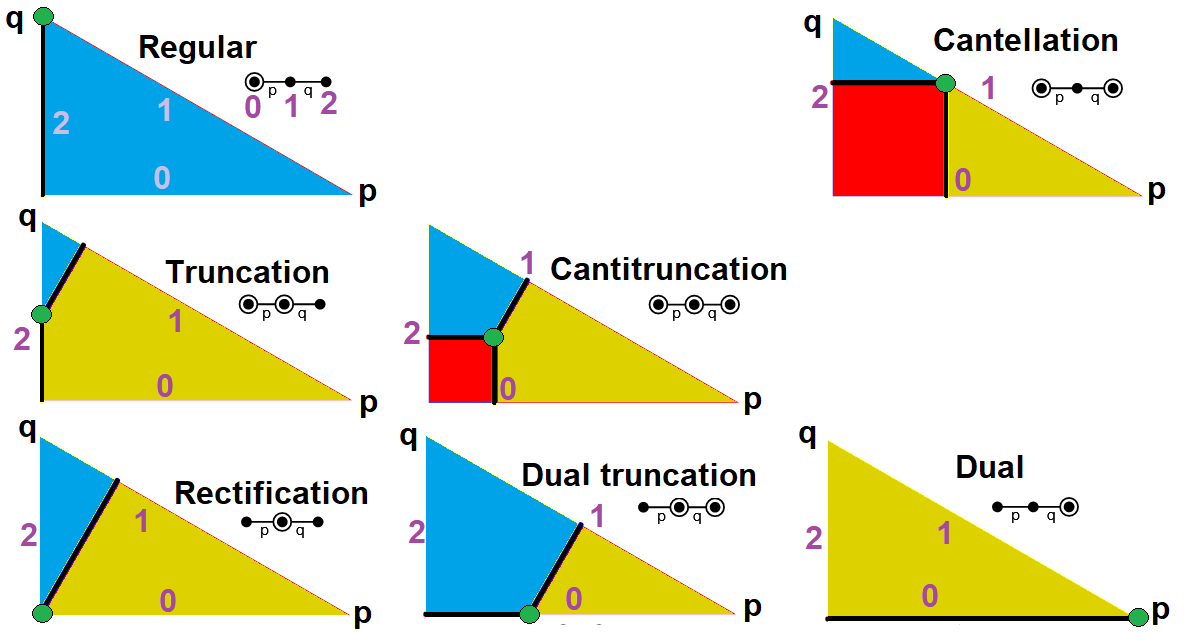 q
Regular
p q
0 1 2
2
1
0
p
q
Cantellation
p q
2
1
0
p
q
Truncation
p q
2
1
0
p
1
Cantitruncation
p q
2
0
p
q
Rectification
p q
2
1
0
p
q
Dual truncation
p q
2
1
0
p
q
Dual
p q
2
1
0
p